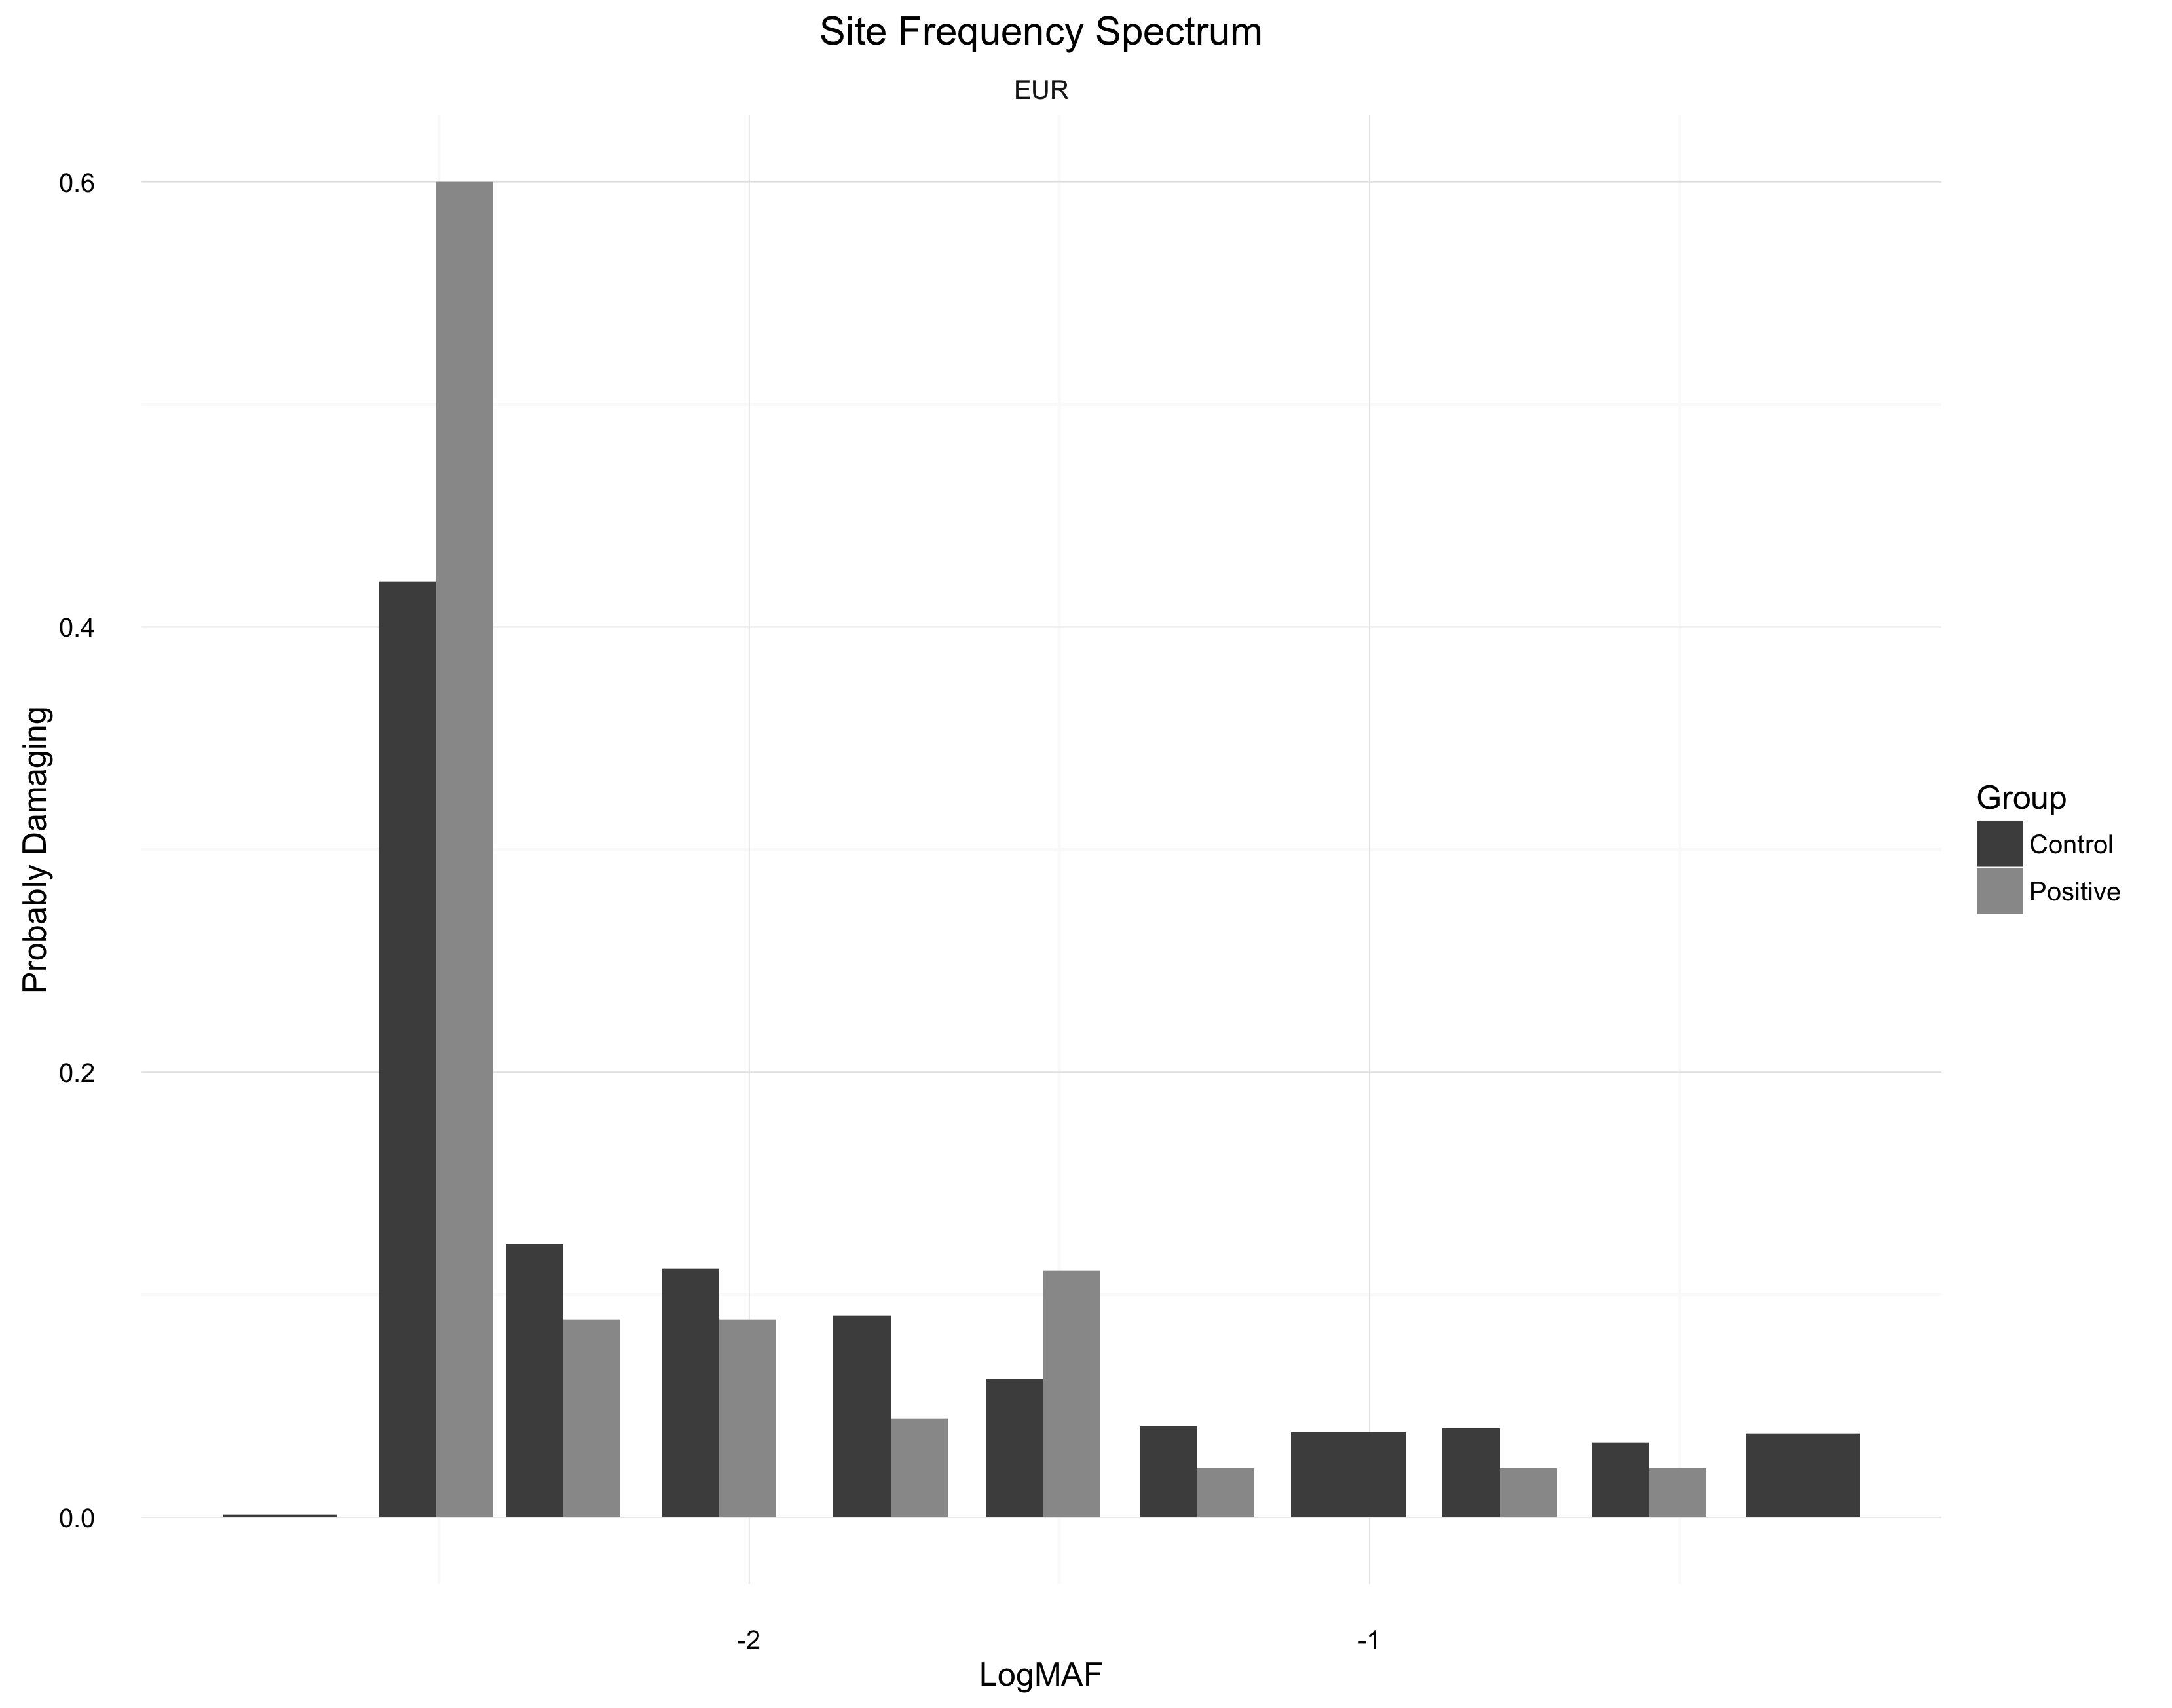 Site Frequency Spectrum
EUR
0.6
0.4
0.2
0.0
Probably Damaging
-2
-1
LogMAF
Group
Control
Positive